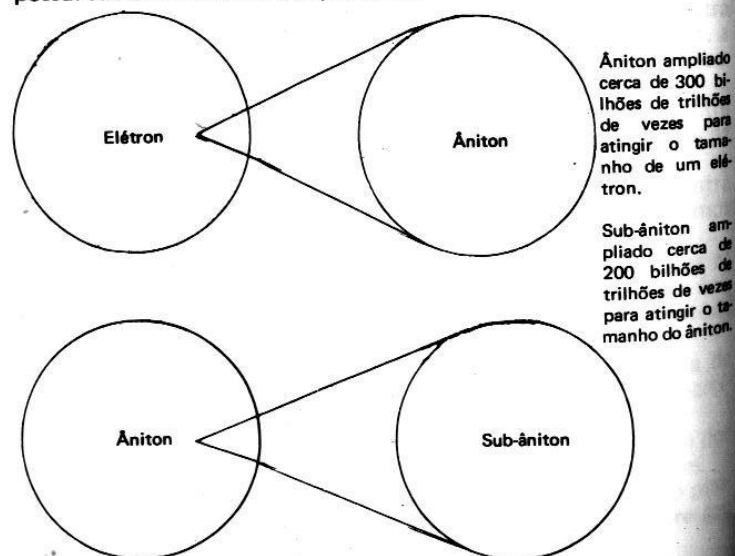 Elétron
Âniton
Âniton ampliado
cerca de 300 bi-
lhões de trilhões
de vezes para
atingir o tama-
nho de um elé-
tron.
Sub-âniton am-
pliado cerca de
200 bilhões de
trilhões de vezes
para atingir o ta-
manho do âniton.
Âniton
Sub-âniton